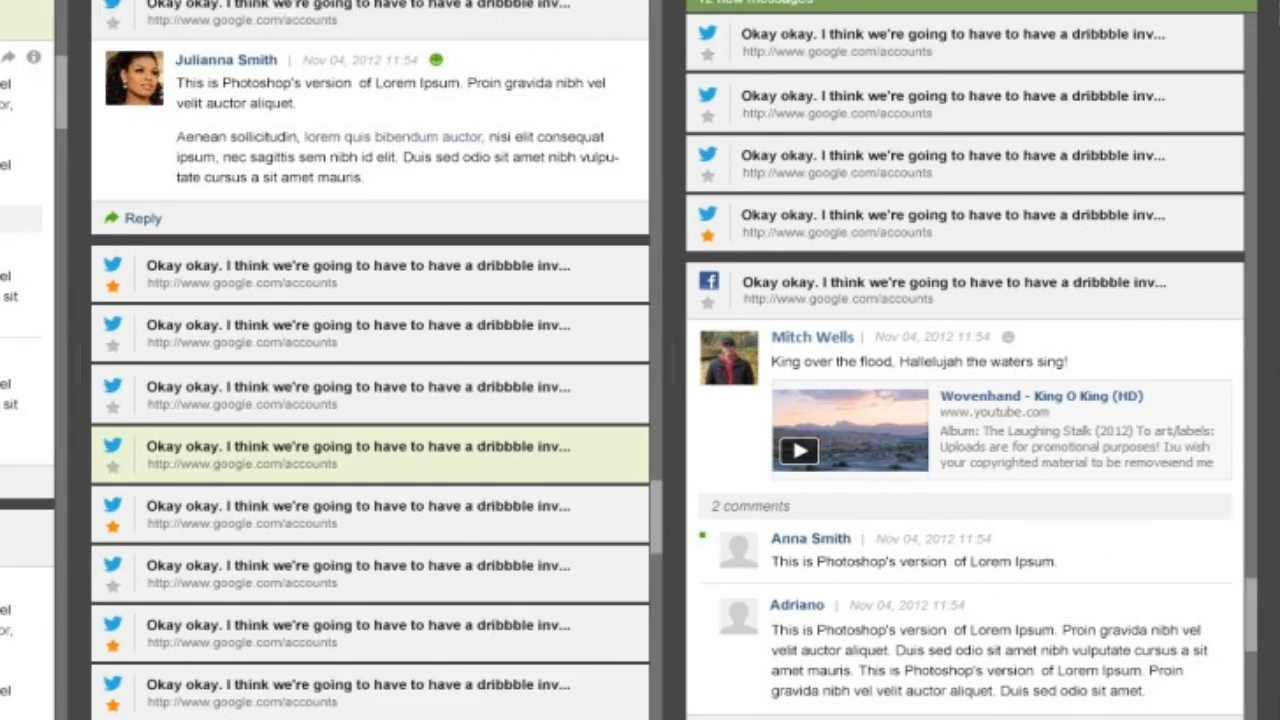 el
or,
el
el
sit
el
sit
el
or,
el
Okay okay. I think we're going to have to have a dribbble inv...
http://www.google.com/accounts
Julianna Smith | Nov 04, 2012 11:54
This is Photoshop's version of Lorem Ipsum. Proin gravida nibh vel
velit auctor aliquet.
Aenean sollicitudin, lorem quis bibendum auctor, nisi elit consequat
ipsum, nec sagittis sem nibh id elit. Duis sed odio sit amet nibh vulpu-
tate cursus a sit amet mauris.
Reply
Okay okay. I think we're going to have to have a dribbble inv...
http://www.google.com/accounts
Okay okay. I think we're going to have to have a dribbble inv...
http://www.google.com/accounts
Okay okay. I think we're going to have to have a dribbble inv...
http://www.google.com/accounts
Okay okay. I think we're going to have to have a dribbble inv...
http://www.google.com/accounts
Okay okay. I think we're going to have to have a dribbble inv...
http://www.google.com/accounts
Okay okay. I think we're going to have to have a dribbble inv...
http://www.google.com/accounts
Okay okay. I think we're going to have to have a dribbble inv...
http://www.google.com/accounts
Okay okay. I think we're going to have to have a dribbble inv...
http://www.google.com/accounts
12 new messages
Okay okay. I think we're going to have to have a dribbble inv...
http://www.google.com/accounts
Okay okay. I think we're going to have to have a dribbble inv...
http://www.google.com/accounts
Okay okay. I think we're going to have to have a dribbble inv...
http://www.google.com/accounts
Okay okay. I think we're going to have to have a dribbble inv...
http://www.google.com/accounts
Okay okay. I think we're going to have to have a dribbble inv...
http://www.google.com/accounts
Mitch Wells | Nov 04, 2012 11:54
King over the flood, Hallelujah the waters sing!
Wovenhand - King O King (HD)
www.youtube.com
Album: The Laughing Stalk (2012) To art/labels:
Uploads are for promotional purposes! wish
your copyrighted material to be me
2 comments
Anna Smith | Nov 04, 2012 11:54
This is Photoshop's version of Lorem Ipsum.
Adriano | Nov 04, 2012 11:54
This is Photoshop's version of Lorem Ipsum. Proin gravida nibh vel
velit auctor aliquet. Duis sed odio sit amet nibh vulputate cursus a sit
amet mauris. This is Photoshop's version of Lorem Ipsum. Proin
gravida nibh vel velit auctor aliquet. Duis sed odio sit amet.